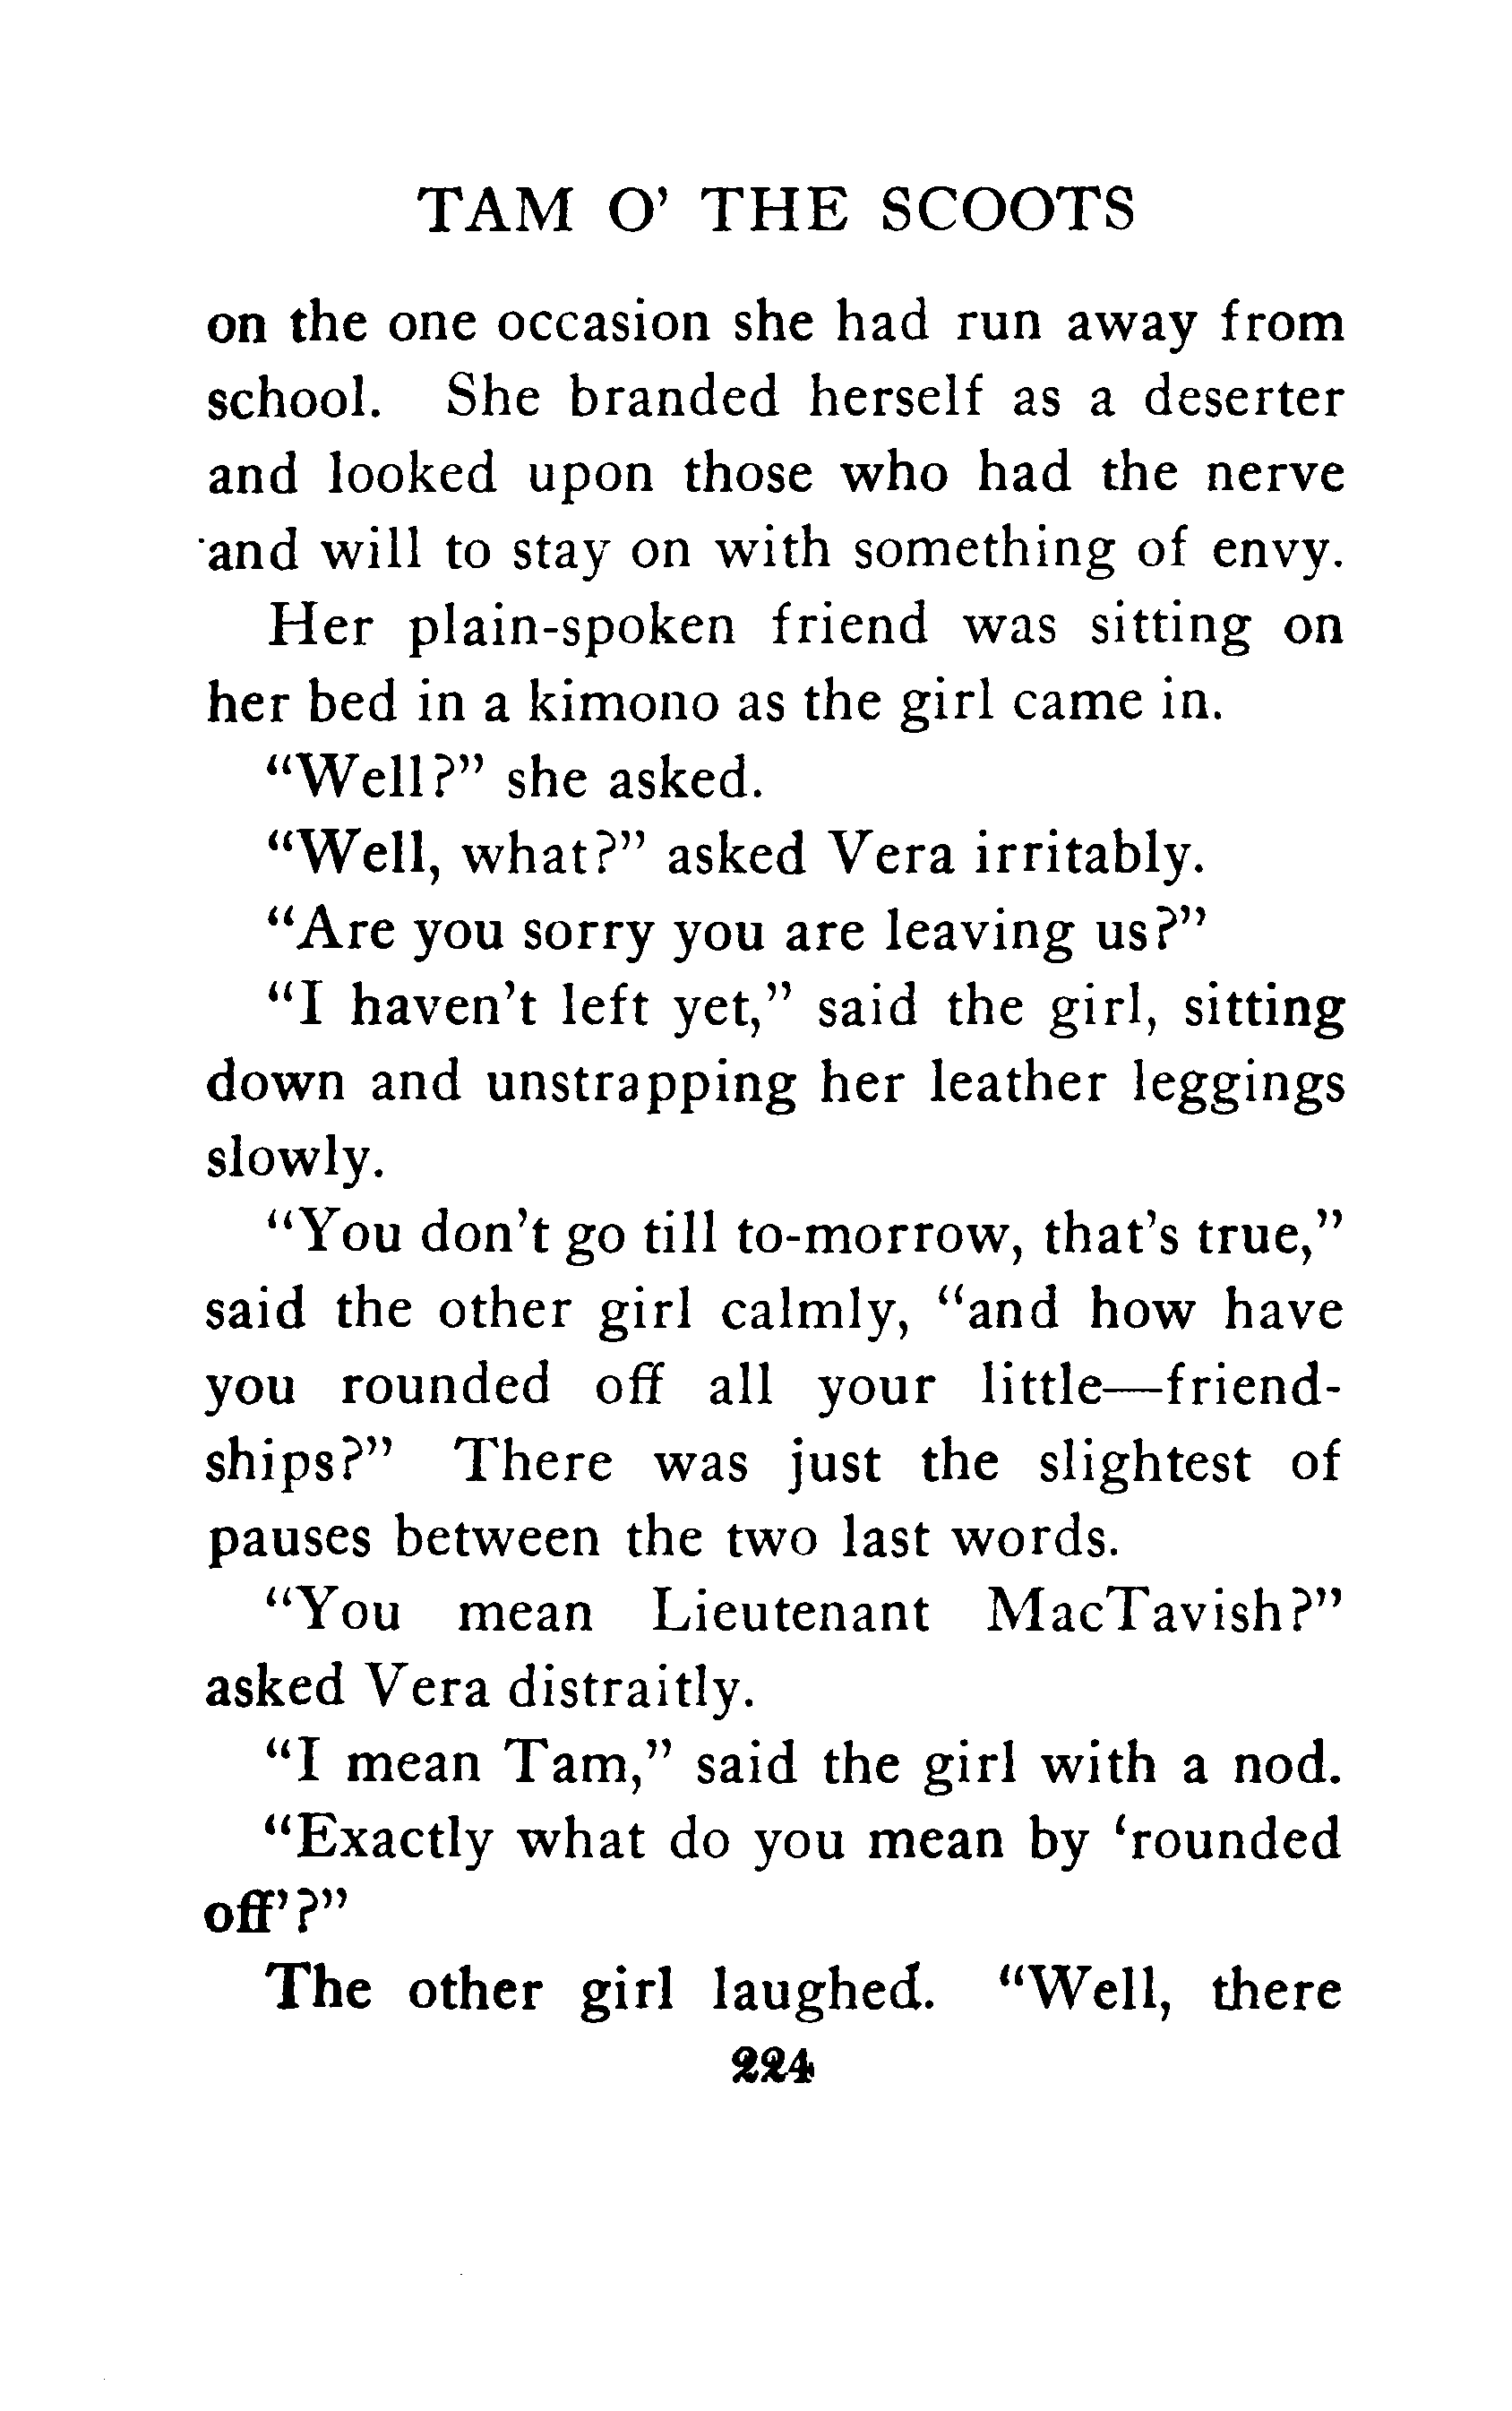 TAM O' THE SCOOTS
on the one occasion she had run away from
school. She branded herself as a deserter
and looked upon those who had the nerve
and will to stay on with something of envy.
Her plain-spoken friend was sitting on
her bed in a kimono as the girl came in.
“Well?” she asked.
“Well, what?” asked Vera irritably.
“Are you sorry you are leaving us?”
“I haven't left yet,” said the girl, sitting
down and unstrapping her leather leggings
slowly.
“You don't go till to-morrow, that's true,”
said the other girl calmly, “and how have
you rounded off all your little—friend-
ships?” There was just the slightest of
pauses between the two last words.
“You mean Lieutenant MacTavish?”
asked Vera distraitly.
“I mean Tam,” said the girl with a nod.
“Exactly what do you mean by ‘rounded
off’?”
The other girl laughed. “Well, there
224